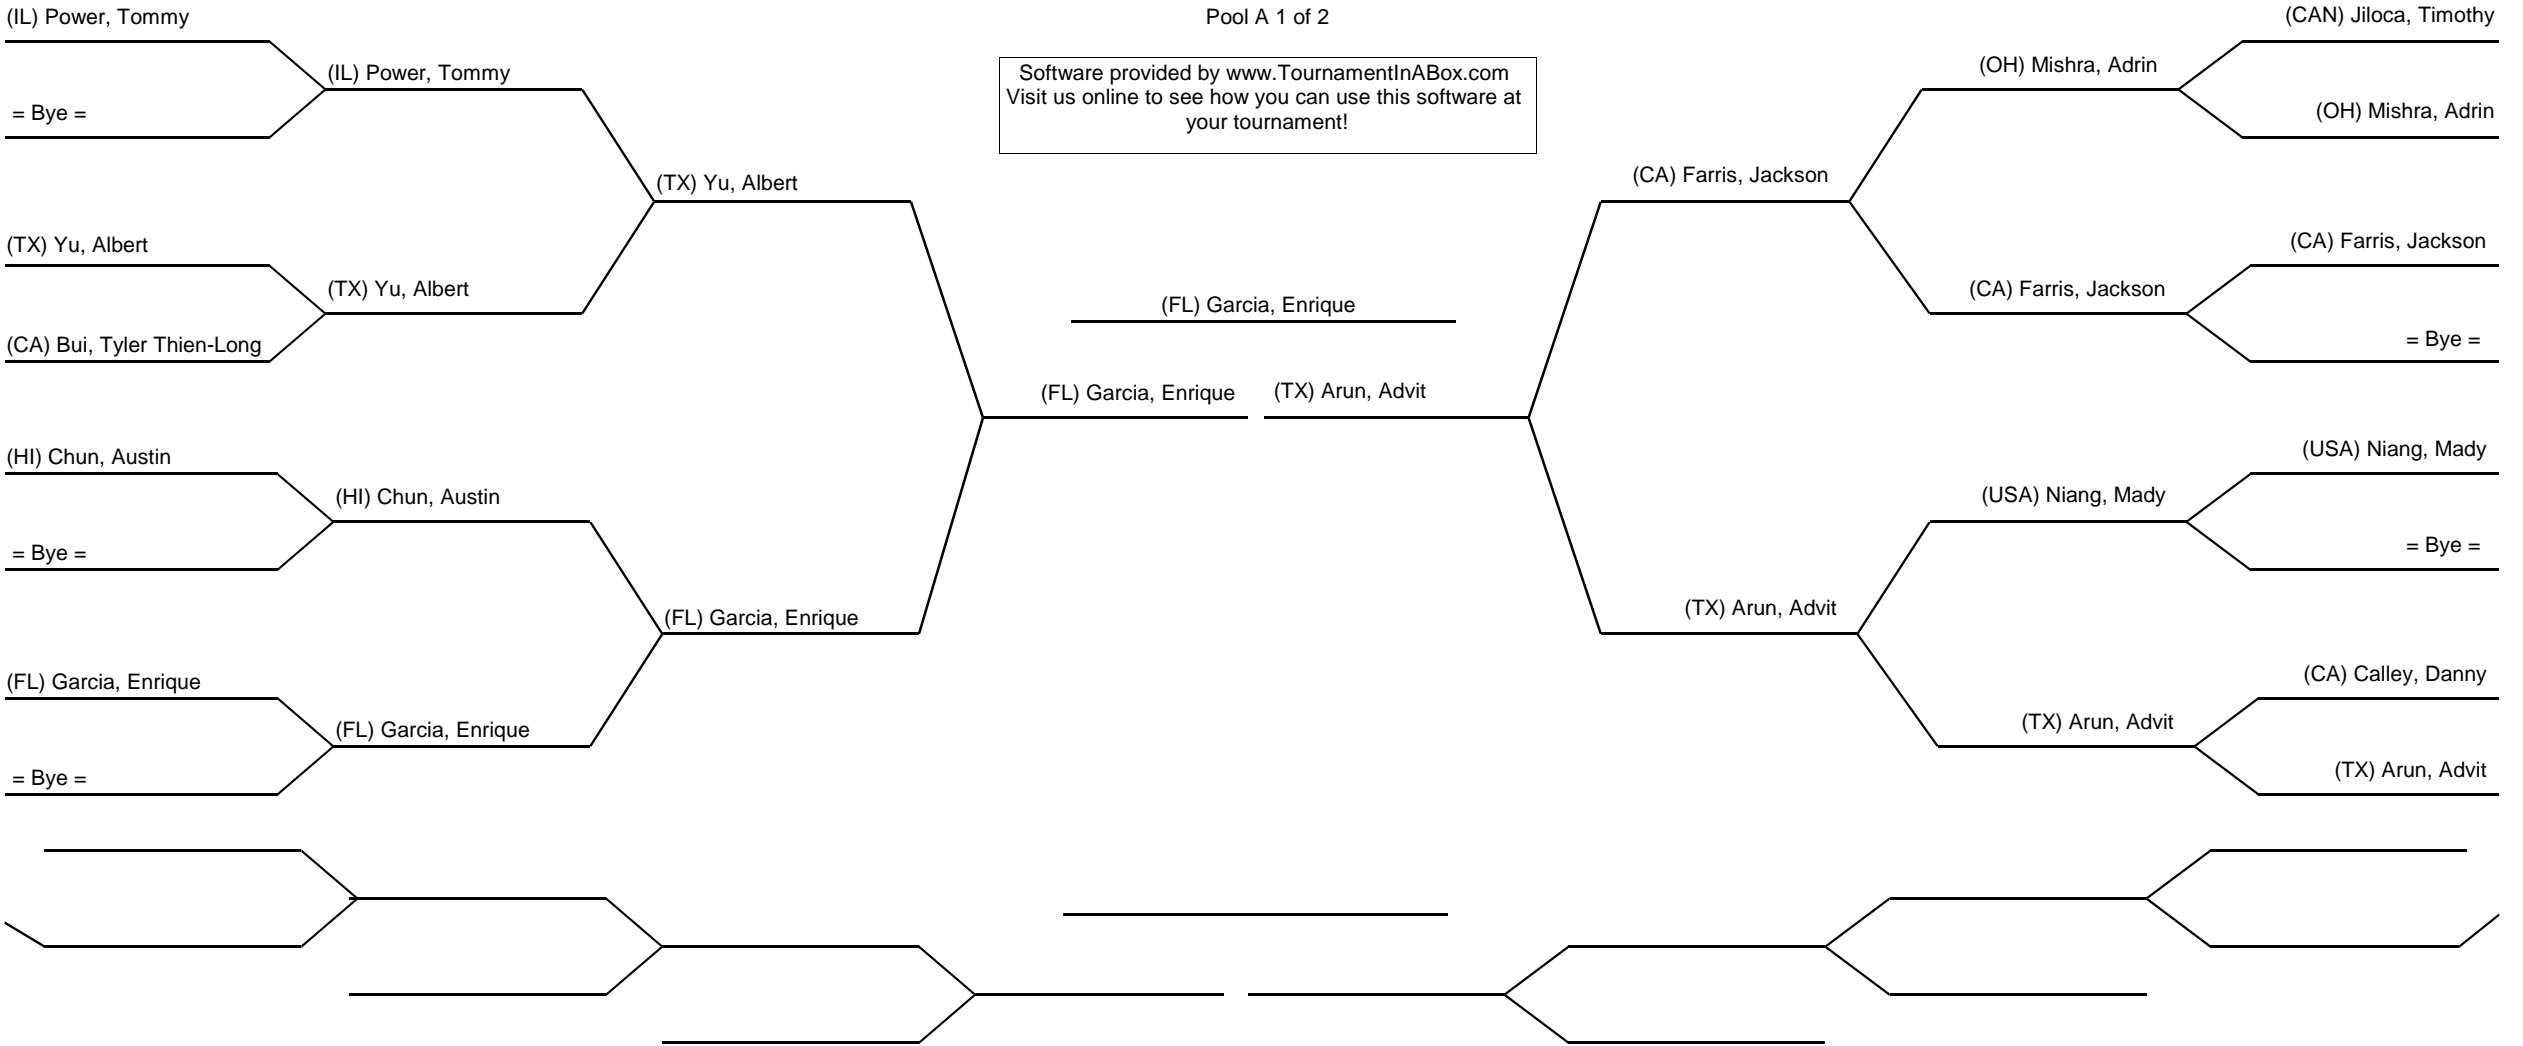 (IL) Power, Tommy
Pool A 1 of 2
(CAN) Jiloca, Timothy
(IL) Power, Tommy
Software provided by www.TournamentInABox.com
Visit us online to see how you can use this software at
your tournament!
(OH) Mishra, Adrin
= Bye =
(OH) Mishra, Adrin
(TX) Yu, Albert
(CA) Farris, Jackson
(TX) Yu, Albert
(CA) Farris, Jackson
(TX) Yu, Albert
(FL) Garcia, Enrique
(CA) Farris, Jackson
(CA) Bui, Tyler Thien-Long
= Bye =
(FL) Garcia, Enrique
(TX) Arun, Advit
(HI) Chun, Austin
(USA) Niang, Mady
(HI) Chun, Austin
(USA) Niang, Mady
= Bye =
= Bye =
(FL) Garcia, Enrique
(TX) Arun, Advit
(FL) Garcia, Enrique
(CA) Calley, Danny
(FL) Garcia, Enrique
(TX) Arun, Advit
= Bye =
(TX) Arun, Advit